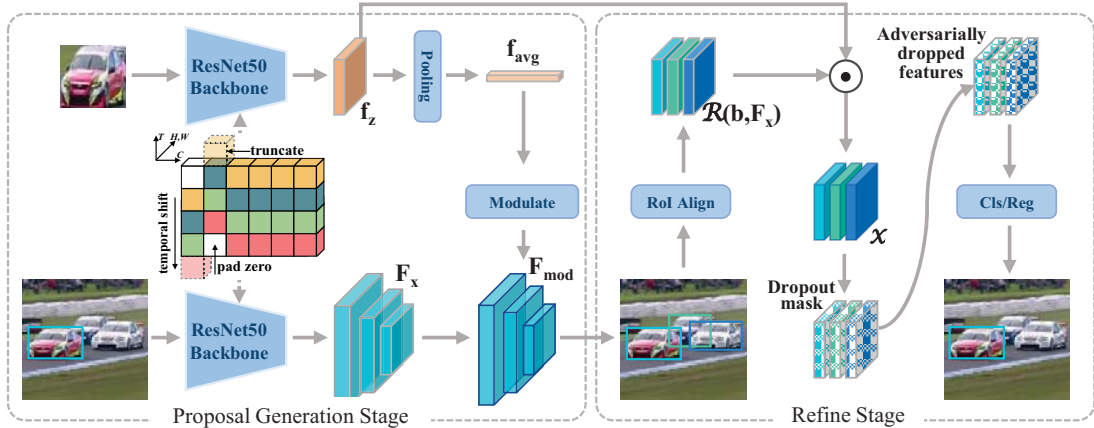 ResNet50
Backbone
f_z
Pooling
f_avg
T
H,W
C
truncate
temporal shift
pad zero
Modulate
ResNet50
Backbone
F_x
F_mod
Proposal Generation Stage
ℛ(b,F_x)
RoI Align
Adversarially
dropped
features
𝓍
Dropout
mask
Cls/Reg
Refine Stage